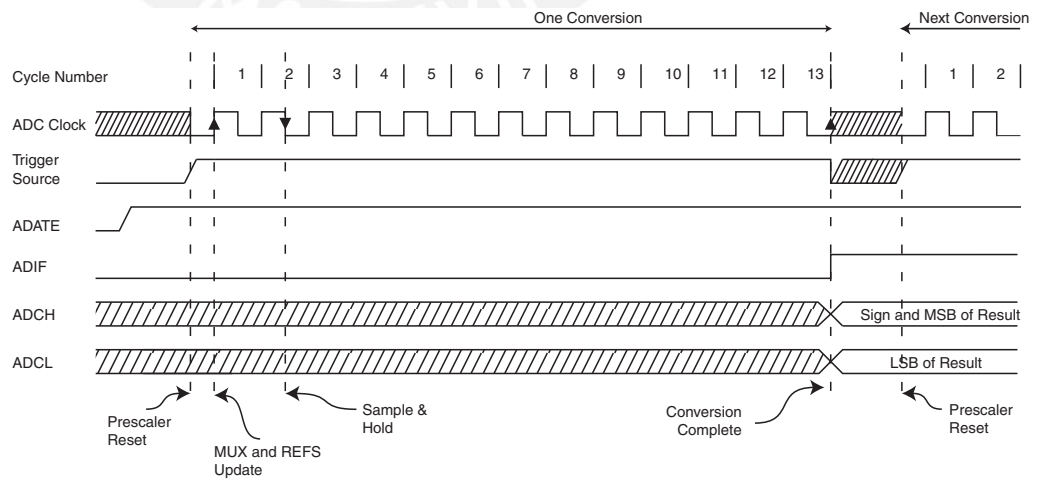 One Conversion
Next Conversion
Cycle Number
1 2 3 4 5 6 7 8 9 10 11 12 13
1 2
ADC Clock
Trigger
Source
ADATE
ADIF
ADCH
Sign and MSB of Result
ADCL
LSB of Result
Prescaler
Reset
MUX and REFS
Update
Sample &
Hold
Conversion
Complete
Prescaler
Reset